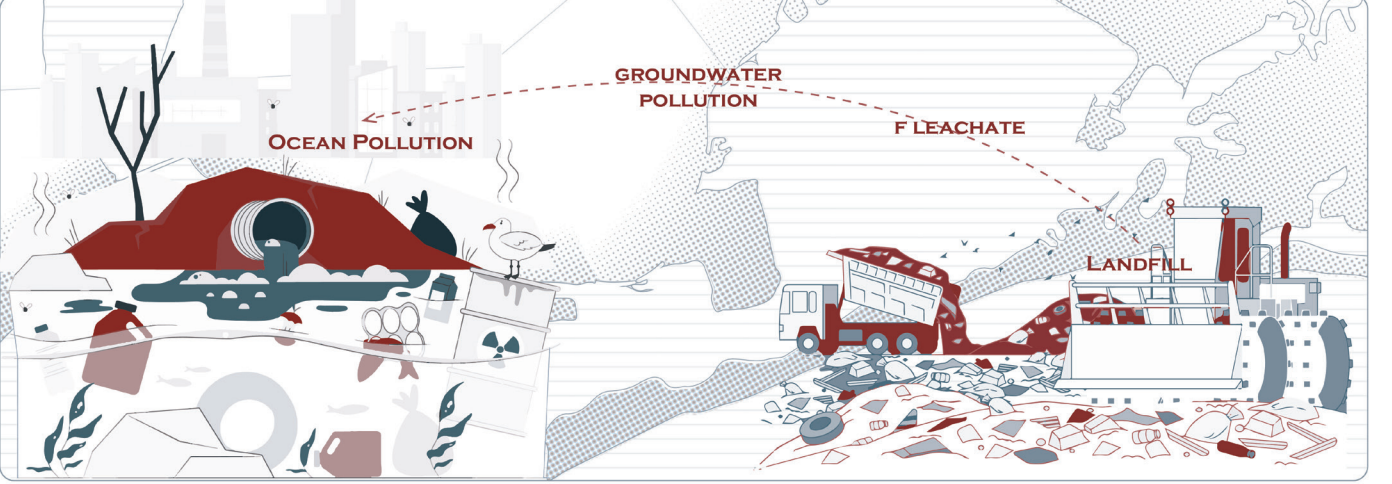 GROUNDWATER
POLLUTION
F LEACHATE
OCEAN POLLUTION
LANDFILL